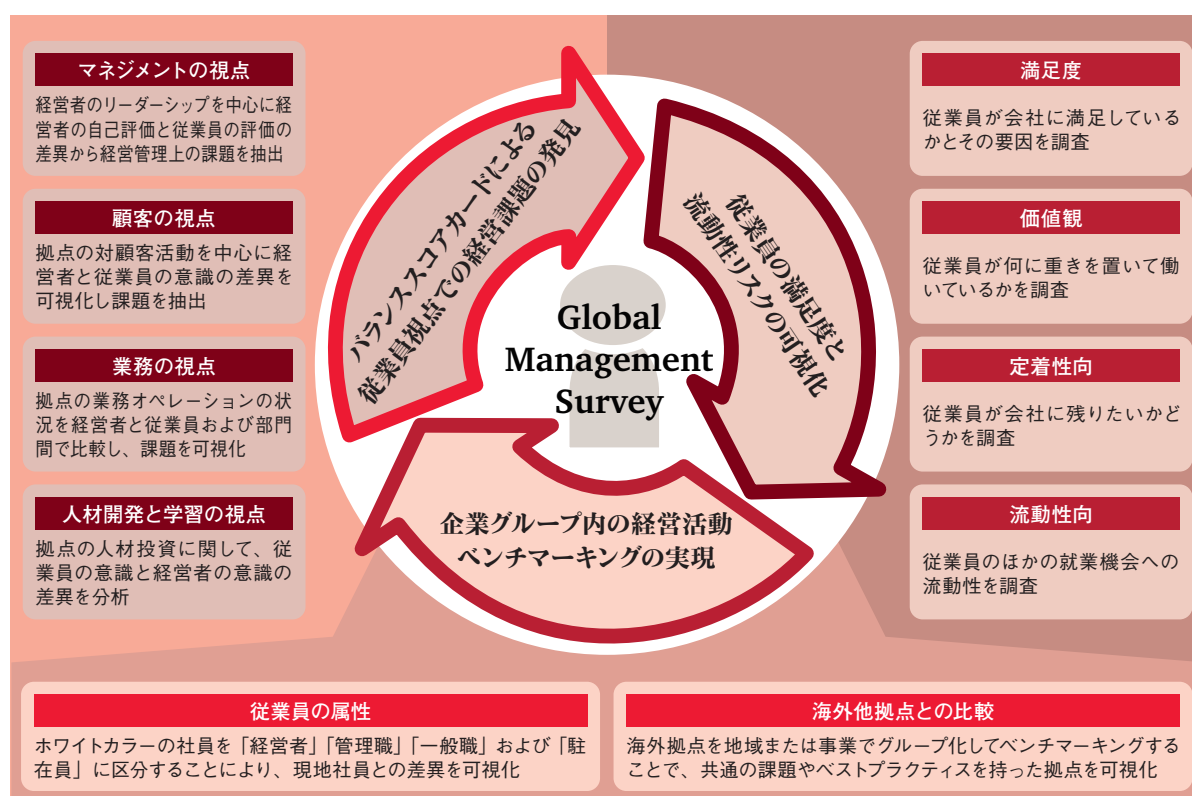 マネジメントの視点
経営者のリーダーシップを中心に経
営者の自己評価と従業員の評価の
差異から経営管理上の課題を抽出
顧客の視点
拠点の対顧客活動を中心に経
営者と従業員の意識の差異を
可視化し課題を抽出
業務の視点
拠点の業務オペレーションの状
況を経営者と従業員および部門
間で比較し、課題を可視化
人材開発と学習の視点
拠点の人材投資に関して、従
業員の意識と経営者の意識の
差異を分析
バランススコアカードによる
従業員視点での経営課題の発見
従業員の満足度と
流動性リスクの可視化
Global
Management
Survey
企業グループ内の経営活動
ベンチマーキングの実現
満足度
従業員が会社に満足している
かとその要因を調査
価値観
従業員が何に重きを置いて働
いているかを調査
定着性向
従業員が会社に残りたいかど
うかを調査
流動性向
従業員のほかの就業機会への
流動性を調査
従業員の属性
ホワイトカラーの社員を「経営者」「管理職」「一般職」および「駐
在員」に区分することにより、現地社員との差異を可視化
海外他拠点との比較
海外拠点を地域または事業でグループ化してベンチマーキングする
ことで、共通の課題やベストプラクティスを持った拠点を可視化